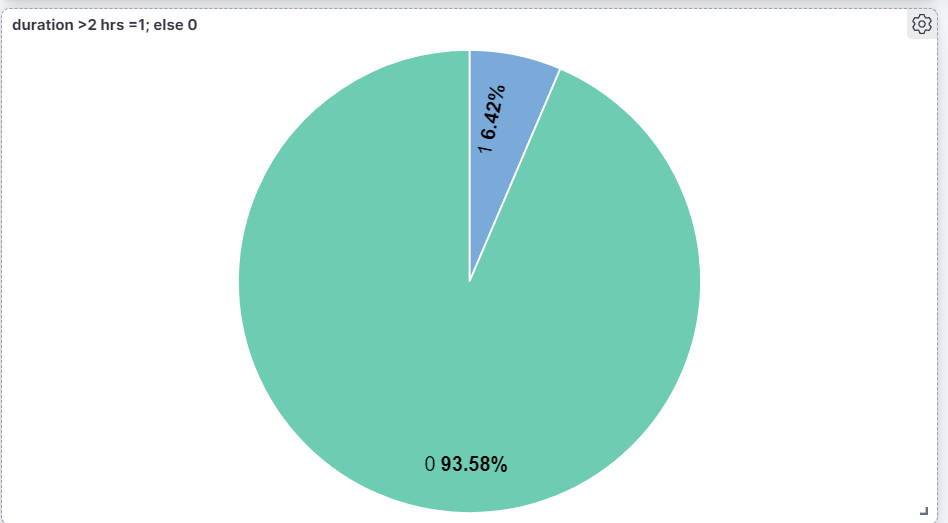 duration >2 hrs =1; else 0
1 6.42%
0 93.58%